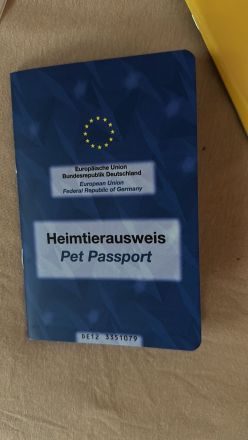 Europäische Union
Bundesrepublik Deutschland
European Union
Federal Republic of Germany
Heimtierausweis
Pet Passport
DE12 3351079